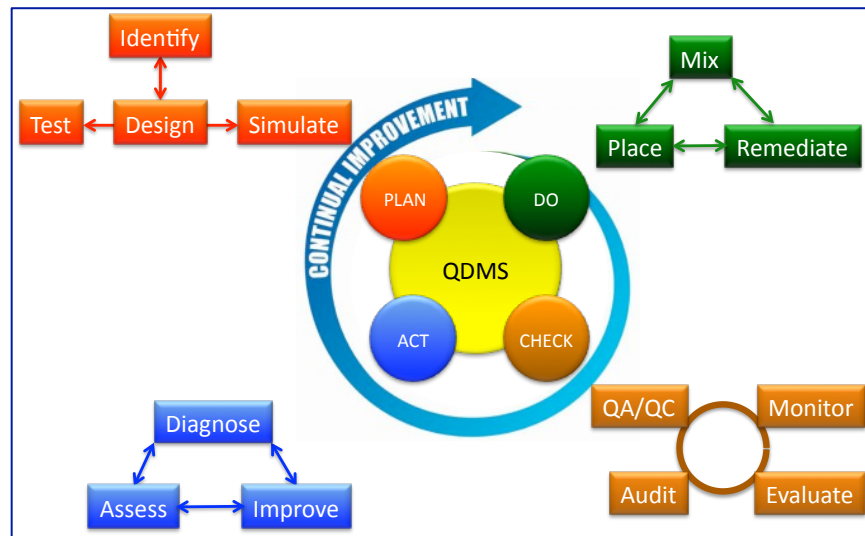 Identify
Test
Design
Simulate
Mix
Place
Remediate
CONTINUAL IMPROVEMENT
PLAN
DO
QDMS
ACT
CHECK
Diagnose
Assess
Improve
QA/QC
Monitor
Audit
Evaluate